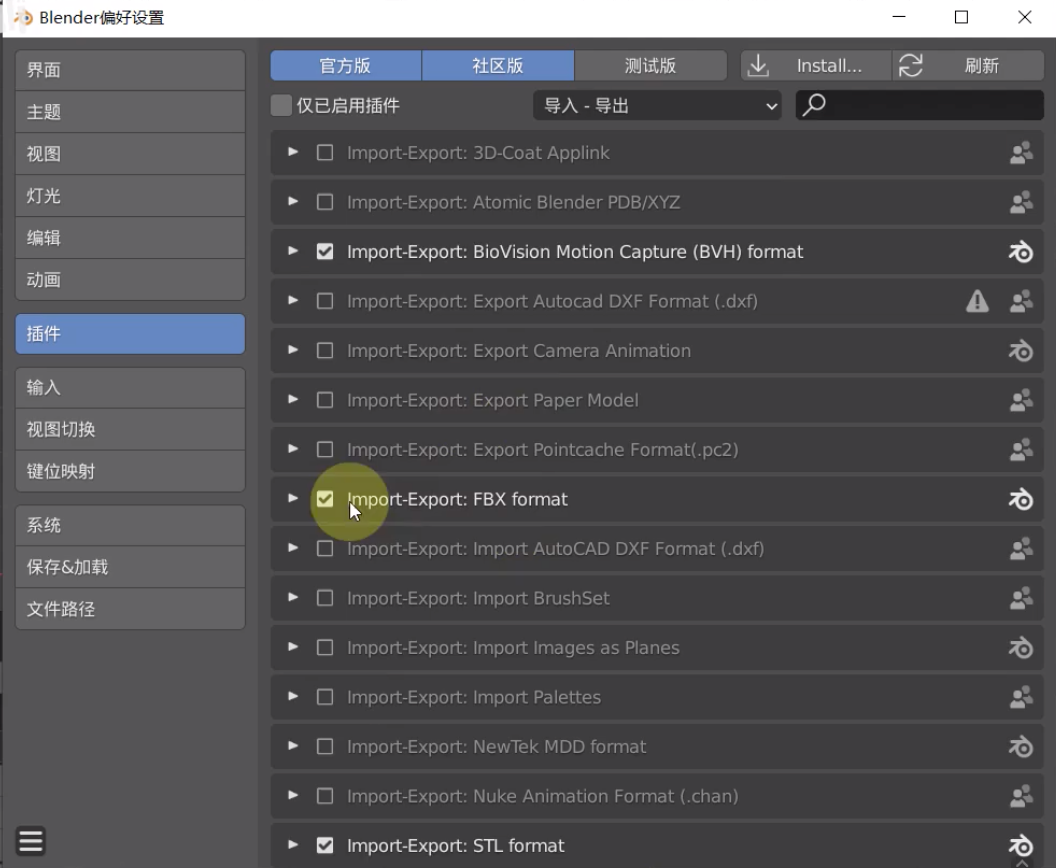 Blender偏好设置
界面
主题
视图
灯光
编辑
动画
插件
输入
视图切换
键位映射
系统
保存&加载
文件路径
官方版 社区版 测试版 Install... 刷新
仅已启用插件 导入 - 导出
Import-Export: 3D-Coat Applink
Import-Export: Atomic Blender PDB/XYZ
Import-Export: BioVision Motion Capture (BVH) format
Import-Export: Export Autocad DXF Format (.dxf)
Import-Export: Export Camera Animation
Import-Export: Export Paper Model
Import-Export: Export Pointcache Format(.pc2)
Import-Export: FBX format
Import-Export: Import AutoCAD DXF Format (.dxf)
Import-Export: Import BrushSet
Import-Export: Import Images as Planes
Import-Export: Import Palettes
Import-Export: NewTek MDD format
Import-Export: Nuke Animation Format (.chan)
Import-Export: STL format